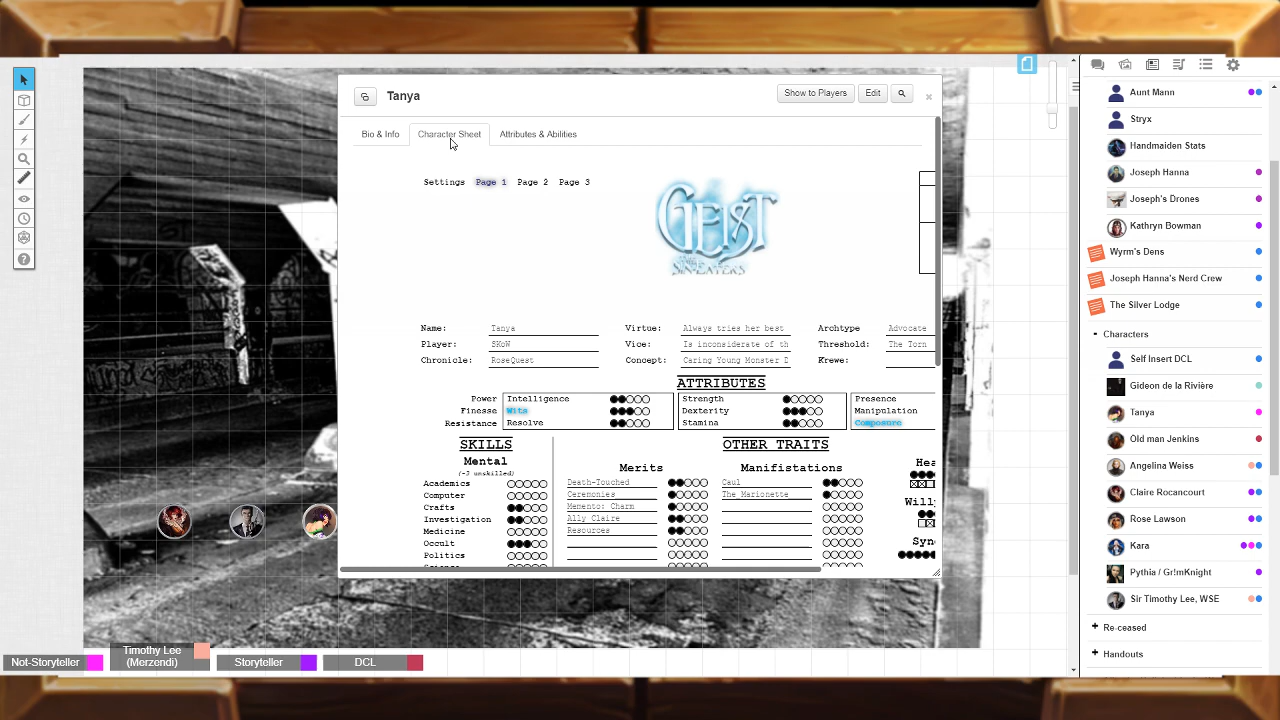 Tanya
Show to Players
Edit
Bio & Info
Character Sheet
Attributes & Abilities
Settings Page 1 Page 2 Page 3
GEIST
SIN-EATERS
Name: Tanya Virtue: Always tries her best Archtype Advocate
Player: SKoW Vice: Is inconsiderate of th Threshold: The Torn
Chronicle: RoseQuest Concept: Caring Young Monster D Krewe:
ATTRIBUTES
Power Intelligence Strength Presence
Finesse Wits Dexterity Manipulation
Resistance Resolve Stamina Composure
SKILLS OTHER TRAITS
Mental Merits Manifistations Hea
(-3 unskilled)
Academics Death-Touched Caul
Computer Ceremonies The Marionette
Crafts Memento: Charm Will
Investigation Ally Claire
Medicine Resources
Occult Syn
Politics
Not-Storyteller
Timothy Lee
(Merzendi)
Storyteller
DCL
Aunt Mann
Stryx
Handmaiden Stats
Joseph Hanna
Joseph's Drones
Kathryn Bowman
Wyrm's Dens
Joseph Hanna's Nerd Crew
The Silver Lodge
Characters
Self Insert DCL
Gideon de la Rivière
Tanya
Old man Jenkins
Angelina Weiss
Claire Rocancourt
Rose Lawson
Kara
Pythia / Gr!mKnight
Sir Timothy Lee, WSE
Re-ceased
Handouts